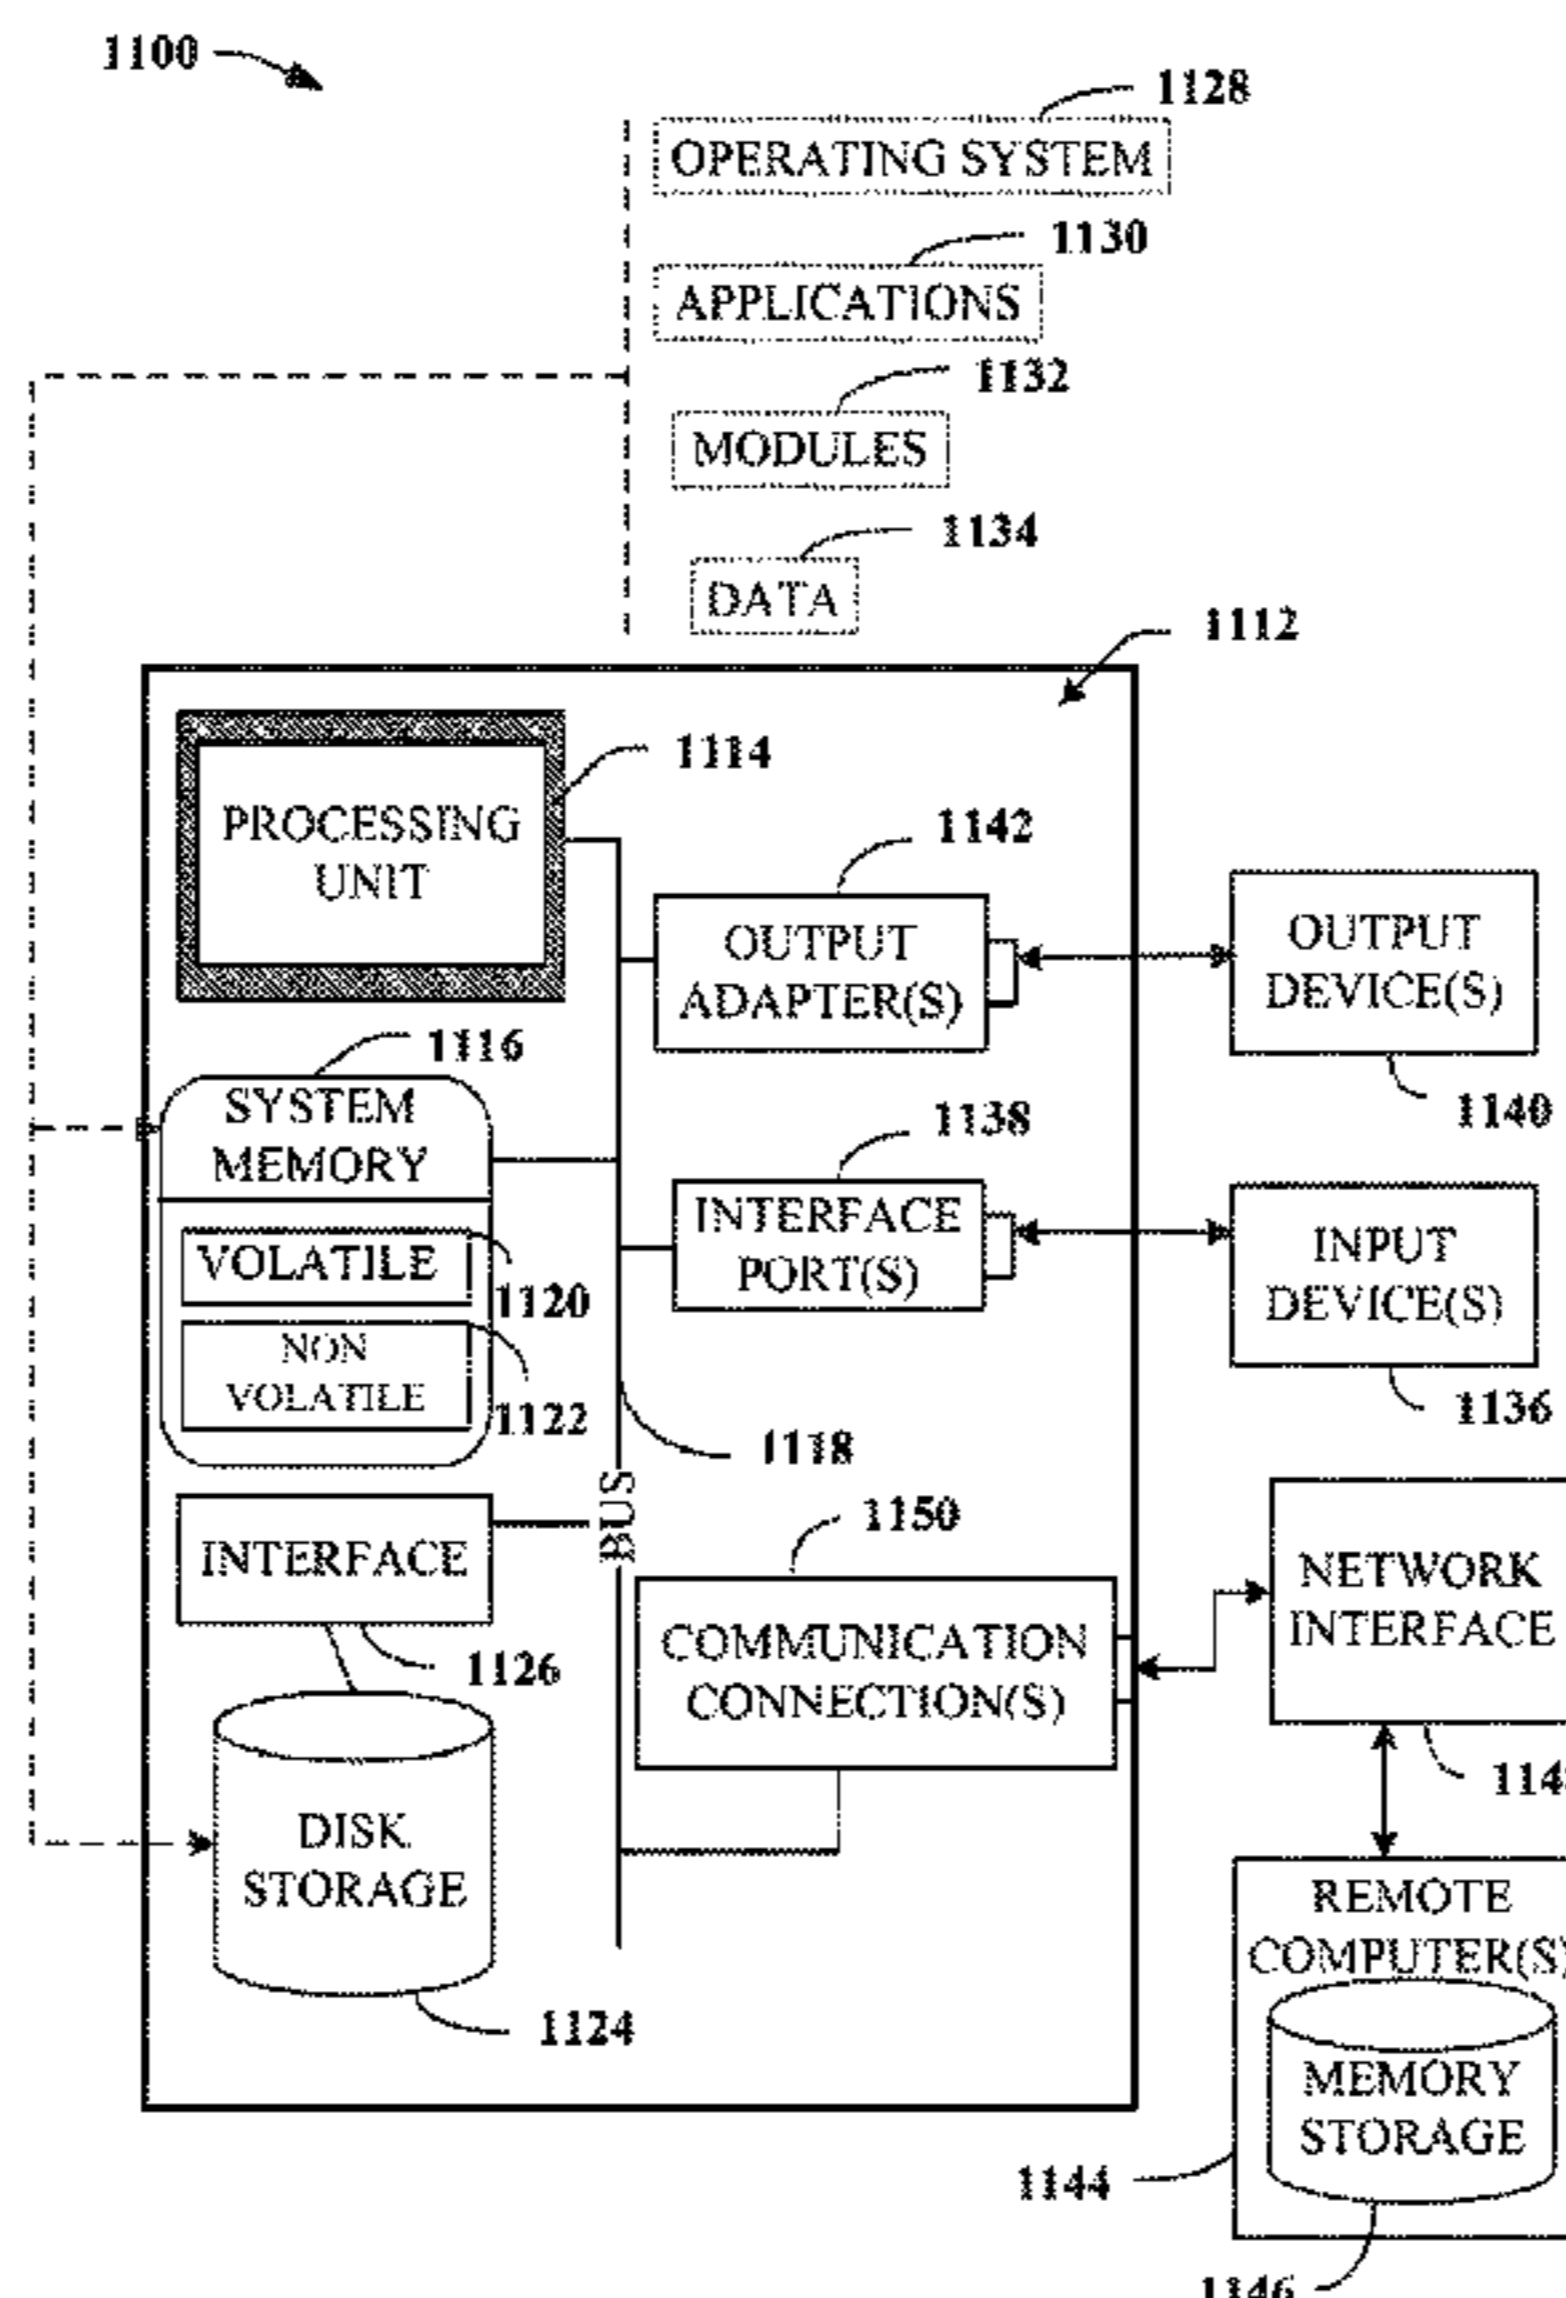 1100
1128
OPERATING SYSTEM
1130
APPLICATIONS
1132
MODULES
1134
DATA
1112
1114
PROCESSING
UNIT
1142
OUTPUT
ADAPTER(S)
OUTPUT
DEVICE(S)
1140
1116
SYSTEM
MEMORY
1138
INTERFACE
PORT(S)
INPUT
DEVICE(S)
1136
VOLATILE
1120
NON
VOLATILE
1122
1118
BUS
1150
INTERFACE
1126
COMMUNICATION
CONNECTION(S)
NETWORK
INTERFACE
DISK
STORAGE
1124
REMOTE
COMPUTER(S)
MEMORY
STORAGE
1144
1146